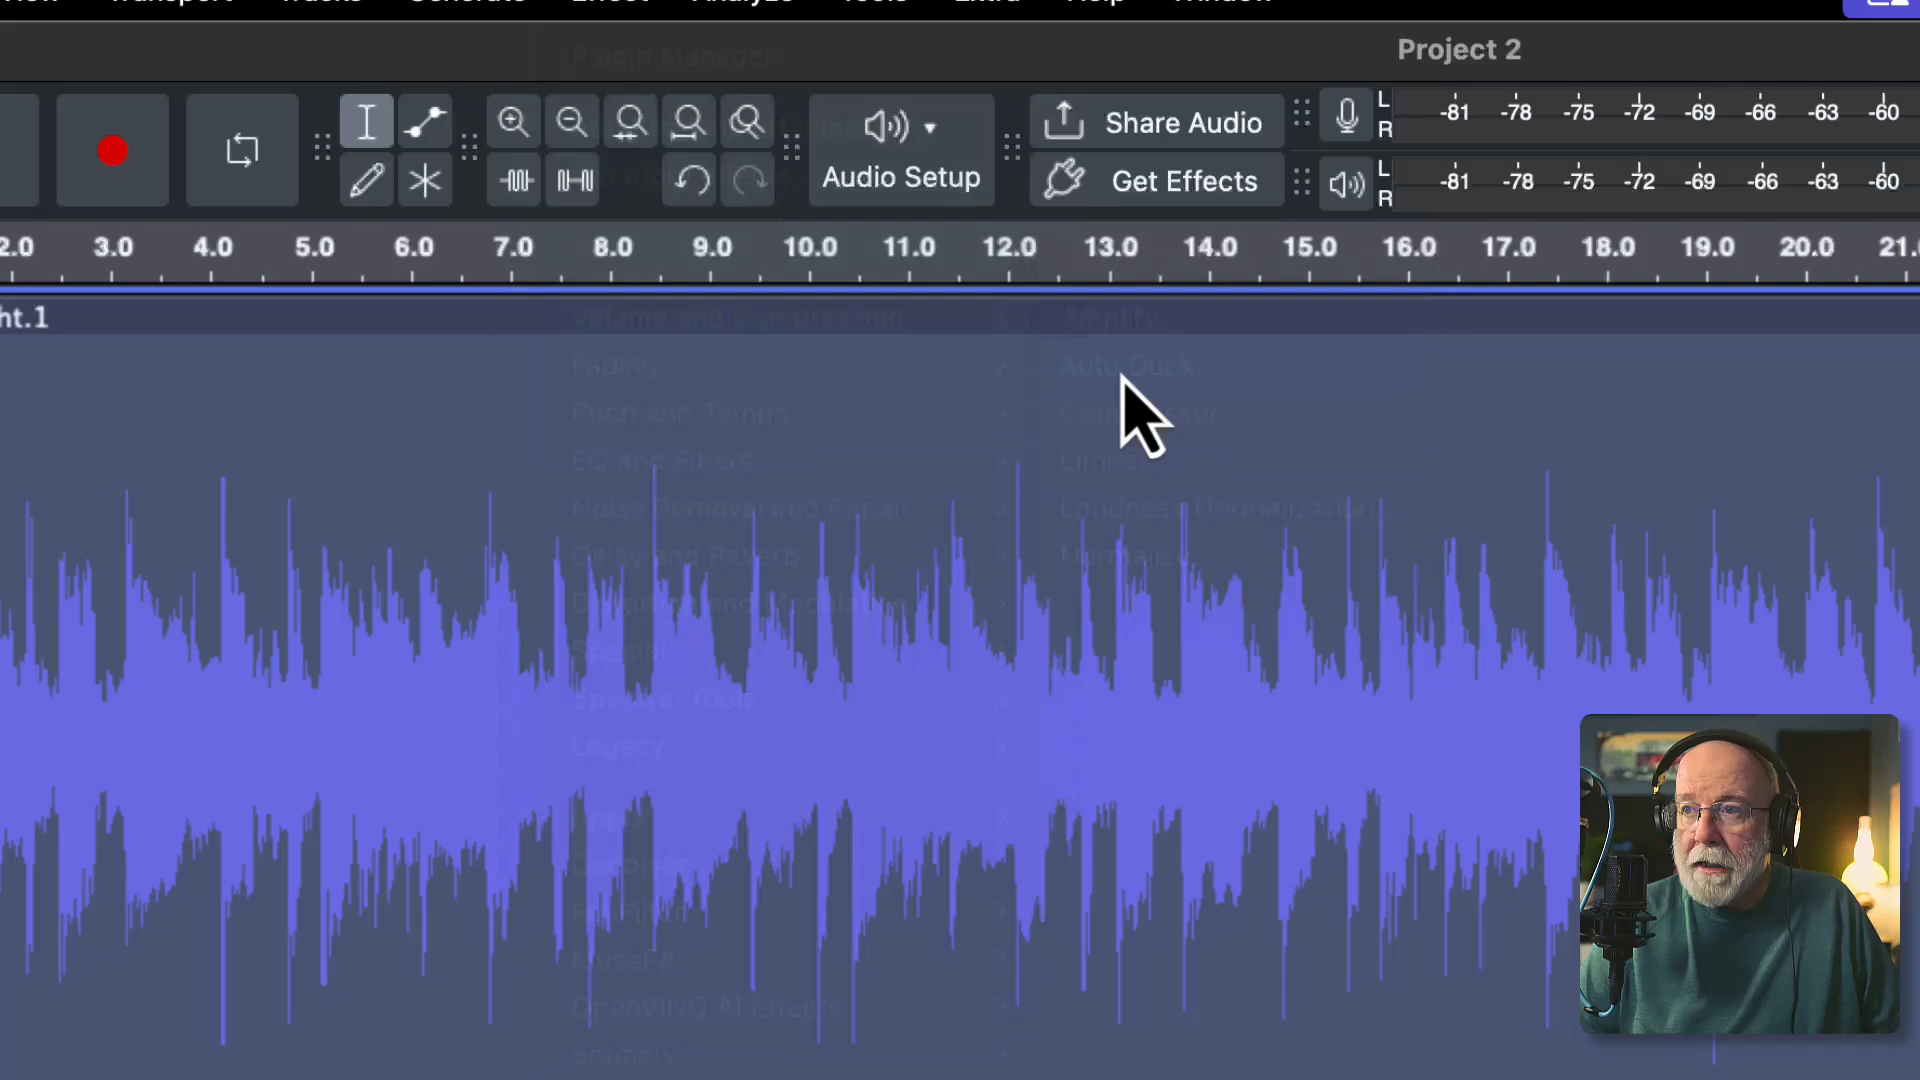 Transport Tracks Generate Effect Analyze Tools Extra Help Window
Project 2
Plugin Manager
Share Audio
Get Effects
Audio Setup
L
R
-81 -78 -75 -72 -69 -66 -63 -60
L
R
-81 -78 -75 -72 -69 -66 -63 -60
2.0 3.0 4.0 5.0 6.0 7.0 8.0 9.0 10.0 11.0 12.0 13.0 14.0 15.0 16.0 17.0 18.0 19.0 20.0 21.
ht.1
Volume and Compression
Fading
Pitch and Tempo
EQ and Filters
Noise Removal and Repair
Delay and Reverb
Distortion and Modulation
Special
Spectral Tools
Legacy
OpenVINO AI Effects
Soundly
Amplify
Auto Duck...
Limiter
Loudness Normalization...
Normalize...